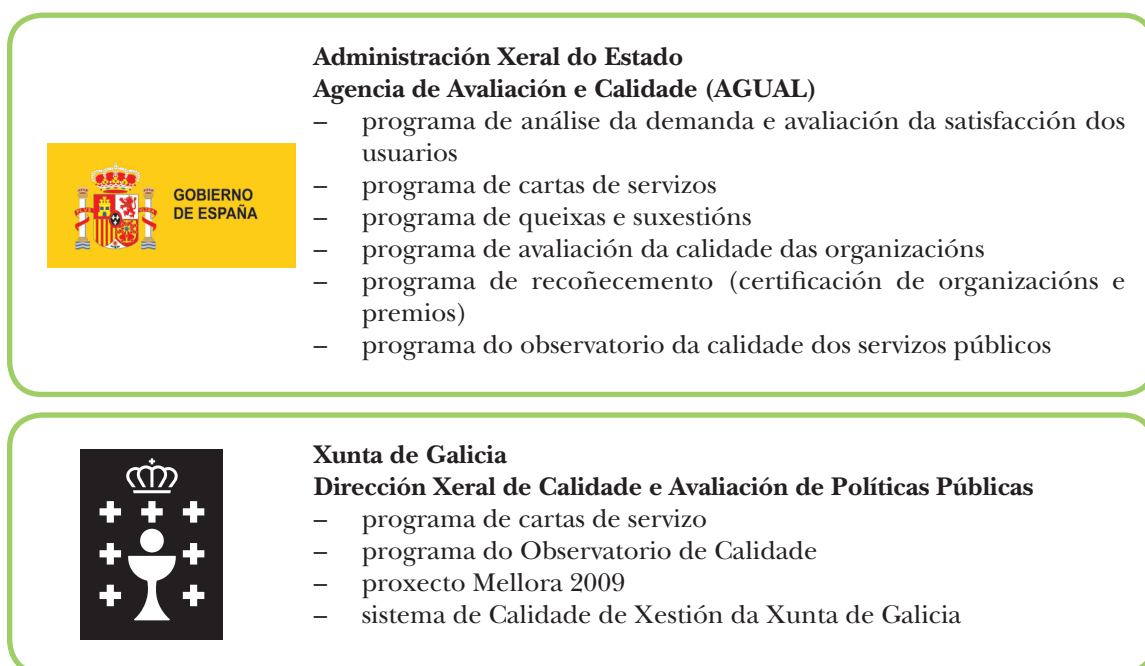 Administración Xeral do Estado
Agencia de Avaliación e Calidade (AGUAL)
– programa de análise da demanda e avaliación da satisfacción dos
usuarios
– programa de cartas de servizos
– programa de queixas e suxestións
– programa de avaliación da calidade das organizacións
– programa de recoñecemento (certificación de organizacións e
premios)
– programa do observatorio da calidade dos servizos públicos
GOBIERNO
DE ESPAÑA
Xunta de Galicia
Dirección Xeral de Calidade e Avaliación de Políticas Públicas
– programa de cartas de servizo
– programa do Observatorio de Calidade
– proxecto Mellora 2009
– sistema de Calidade de Xestión da Xunta de Galicia